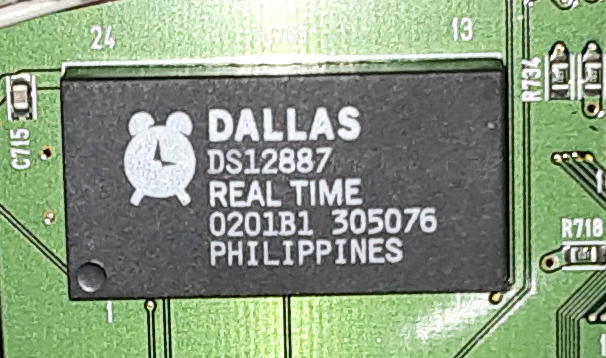 24 13
C715
R734
DALLAS
DS12887
REAL TIME
0201B1 305076
PHILIPPINES
R718
1